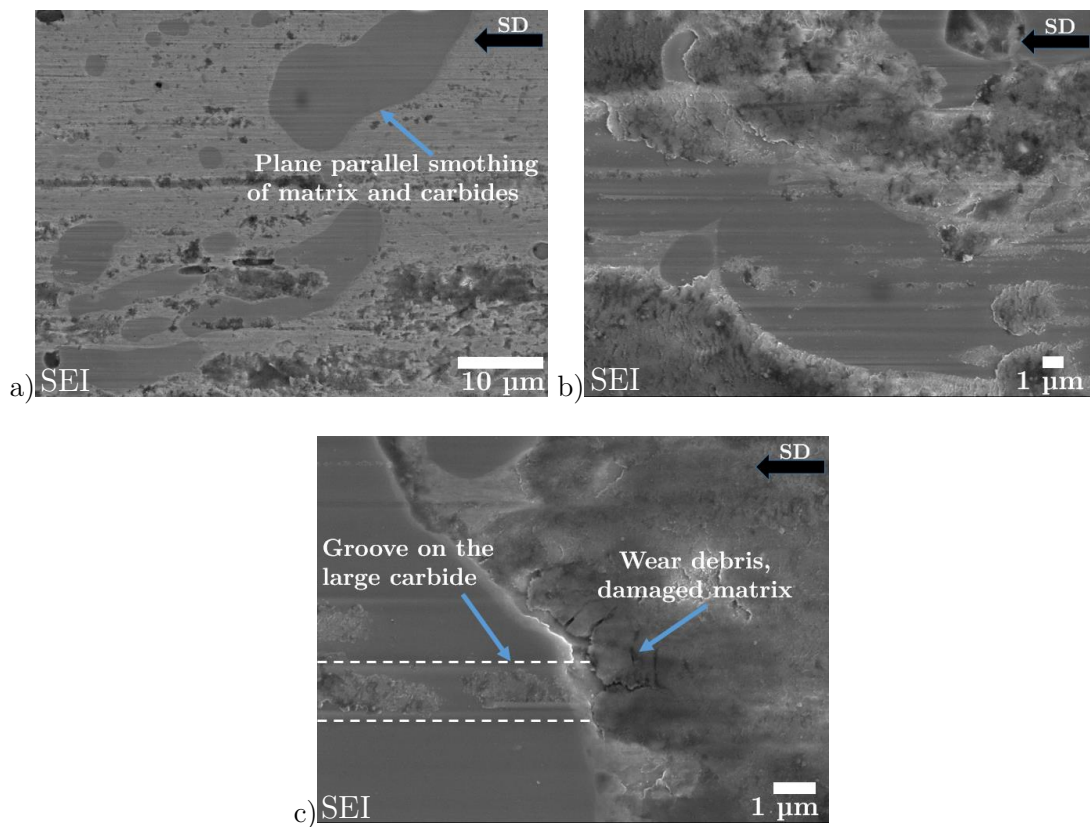 SD
Plane parallel smothing
of matrix and carbides
a)
SEI
10 µm
SD
b)
SEI
1 µm
SD
Groove on the
large carbide
Wear debris,
damaged matrix
c)
SEI
1 µm